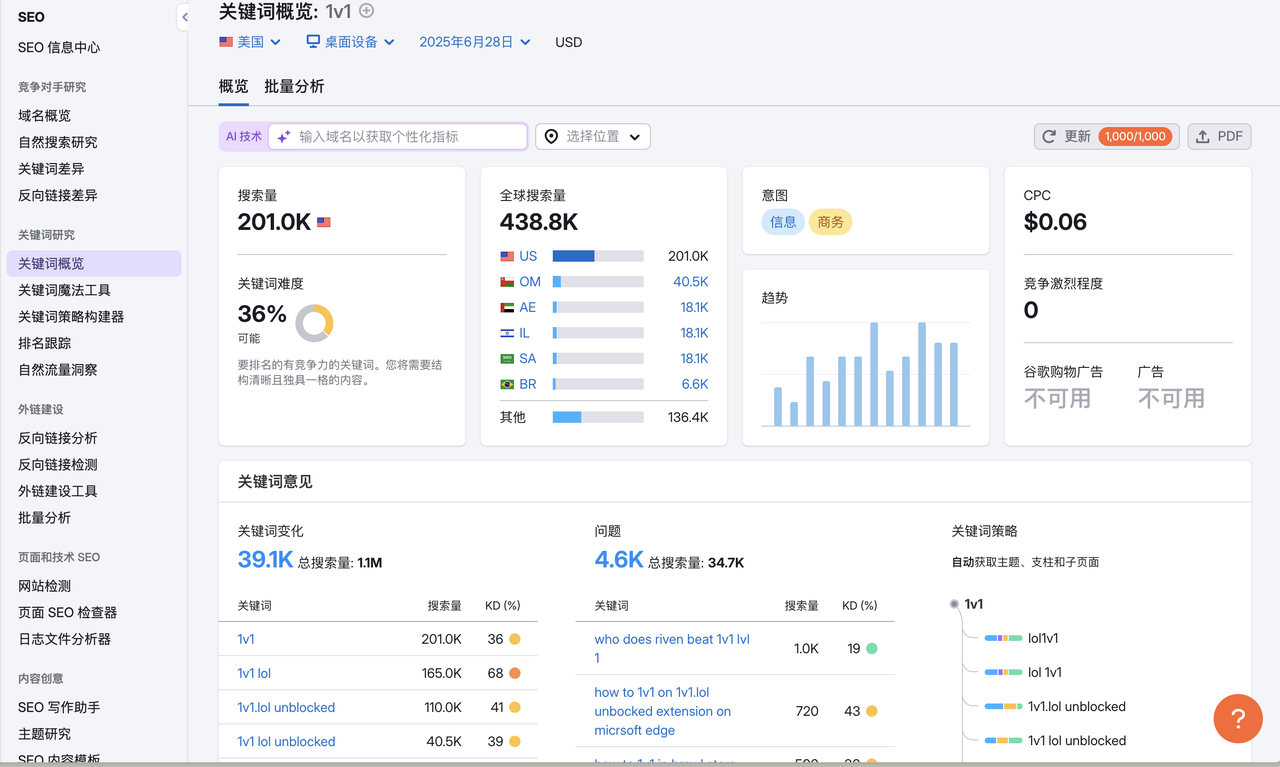 SEO
SEO 信息中心
竞争对手研究
域名概览
自然搜索研究
关键词差异
反向链接差异
关键词研究
关键词概览
关键词魔法工具
关键词策略构建器
排名跟踪
自然流量洞察
外链建设
反向链接分析
反向链接检测
外链建设工具
批量分析
页面和技术 SEO
网站检测
页面 SEO 检查器
日志文件分析器
内容创意
SEO 写作助手
主题研究
SEO 内容模板
关键词概览: 1v1
美国 桌面设备 2025年6月28日 USD
概览 批量分析
AI 技术 输入域名以获取个性化指标 选择位置 更新 1,000/1,000 PDF
搜索量
201.0K
关键词难度
36%
可能
要排名的有竞争力的关键词。您将需要结
构清晰且独具一格的内容。
全球搜索量
438.8K
US 201.0K
OM 40.5K
AE 18.1K
IL 18.1K
SA 18.1K
BR 6.6K
其他 136.4K
意图
信息 商务
趋势
CPC
$0.06
竞争激烈程度
0
谷歌购物广告 广告
不可用 不可用
关键词意见
关键词变化
39.1K 总搜索量: 1.1M
关键词 搜索量 KD (%)
1v1 201.0K 36
1v1 lol 165.0K 68
1v1.lol unblocked 110.0K 41
1v1 lol unblocked 40.5K 39
问题
4.6K 总搜索量: 34.7K
关键词 搜索量 KD (%)
who does riven beat 1v1 lvl
1 1.0K 19
how to 1v1 on 1v1.lol
unbocked extension on 720 43
micrsoft edge
关键词策略
自动获取主题、支柱和子页面
1v1
lol1v1
lol 1v1
1v1.lol unblocked
1v1 lol unblocked
?